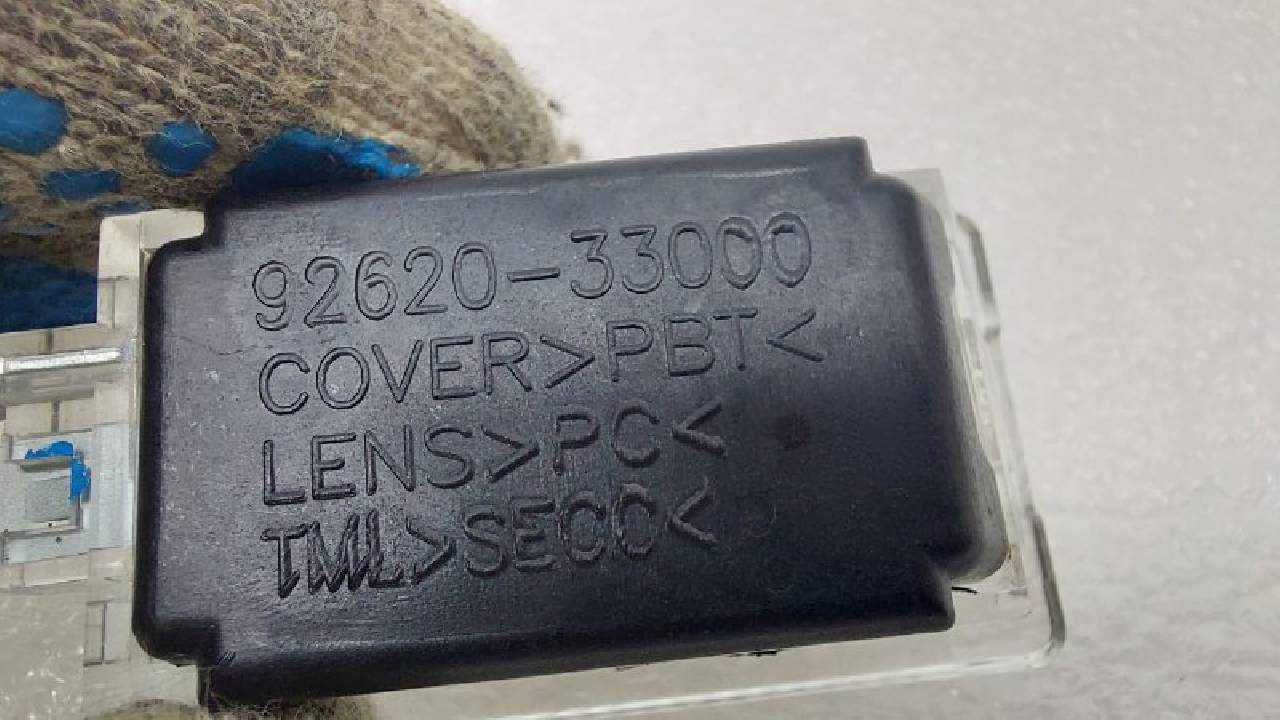 92620-33000
COVER>PBT<
LENS>PC<
TML>SECC<